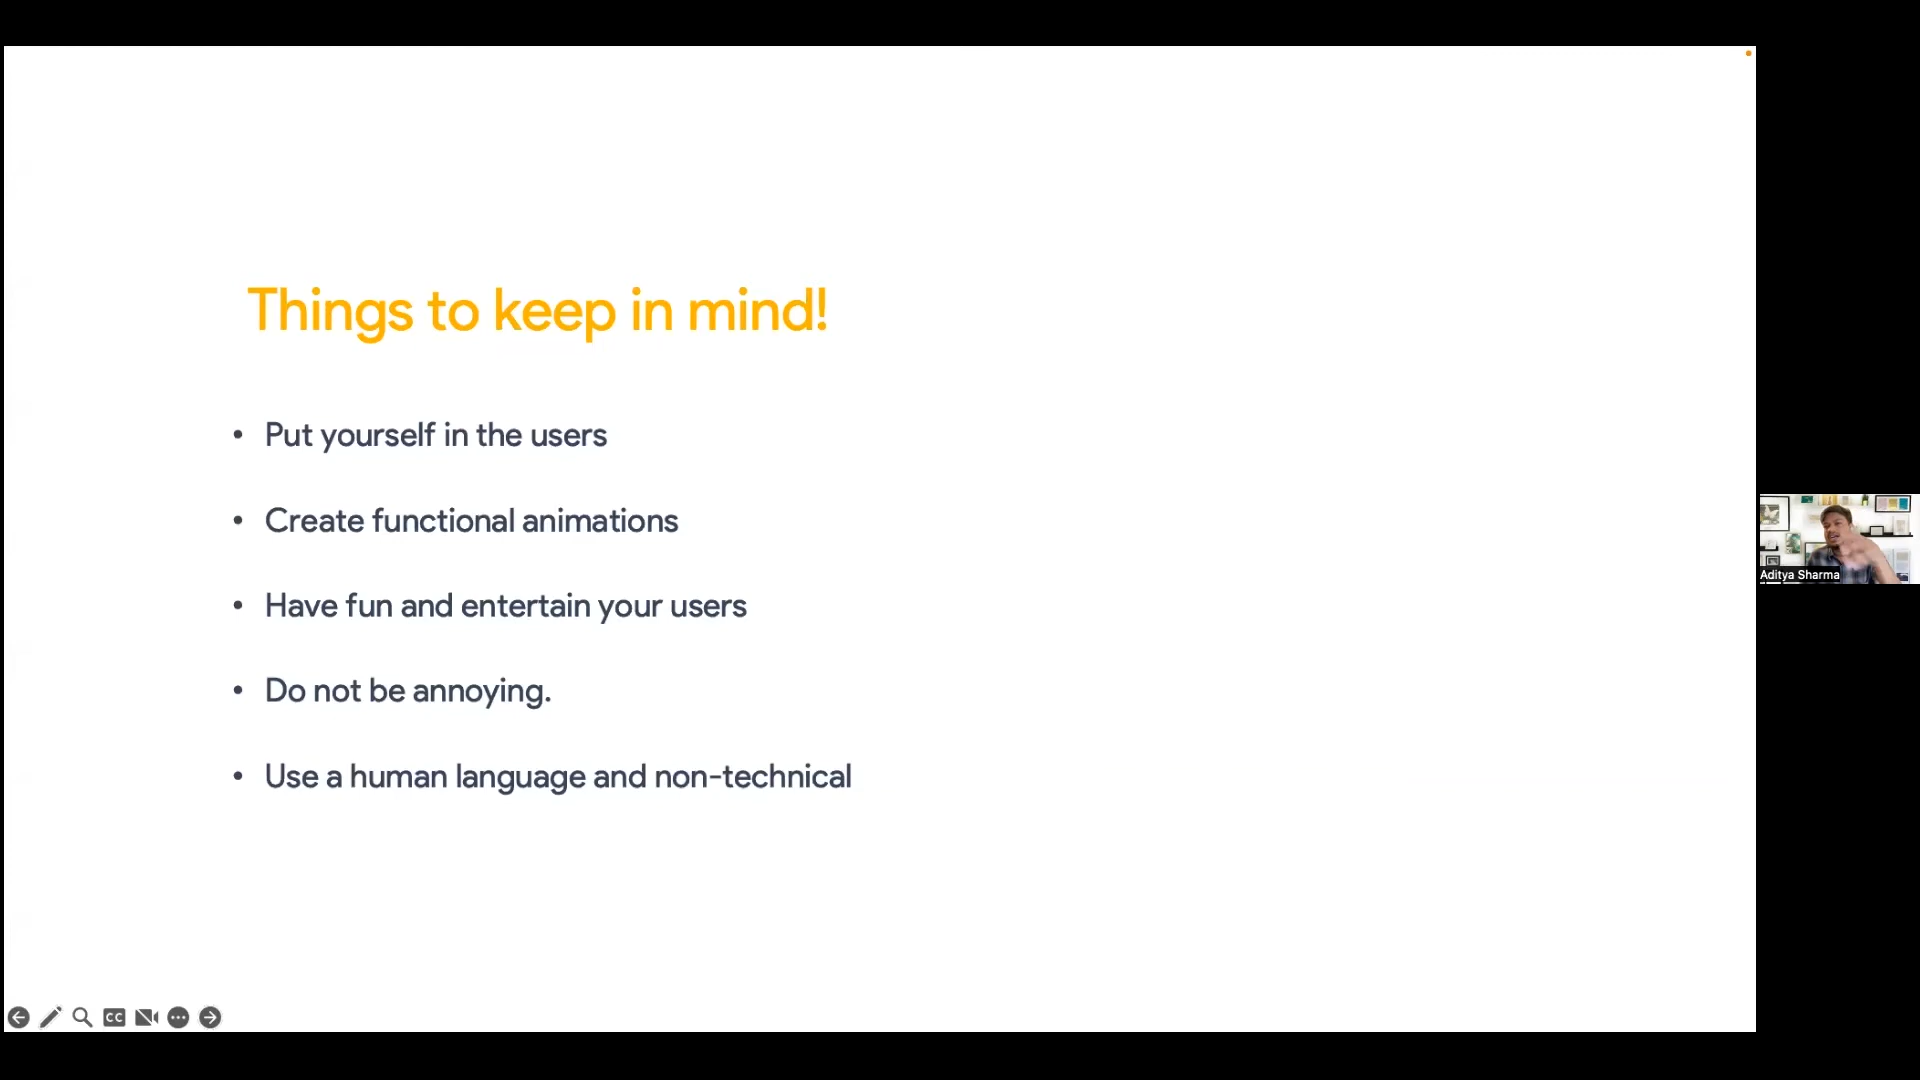 Things to keep in mind!
• Put yourself in the users
• Create functional animations
• Have fun and entertain your users
• Do not be annoying.
• Use a human language and non-technical
Aditya Sharma
CC